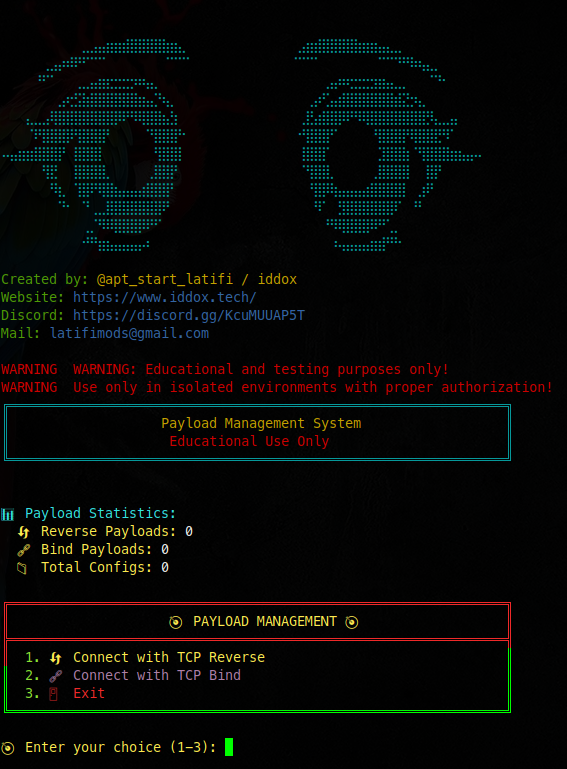 Created by: @apt_start_latifi / iddox
Website: https://www.iddox.tech/
Discord: https://discord.gg/KcuMUUAP5T
Mail: latifimods@gmail.com
WARNING  WARNING: Educational and testing purposes only!
WARNING  Use only in isolated environments with proper authorization!
Payload Management System
Educational Use Only
Payload Statistics:
Reverse Payloads: 0
Bind Payloads: 0
Total Configs: 0
PAYLOAD MANAGEMENT
1. Connect with TCP Reverse
2. Connect with TCP Bind
3. Exit
Enter your choice (1-3):